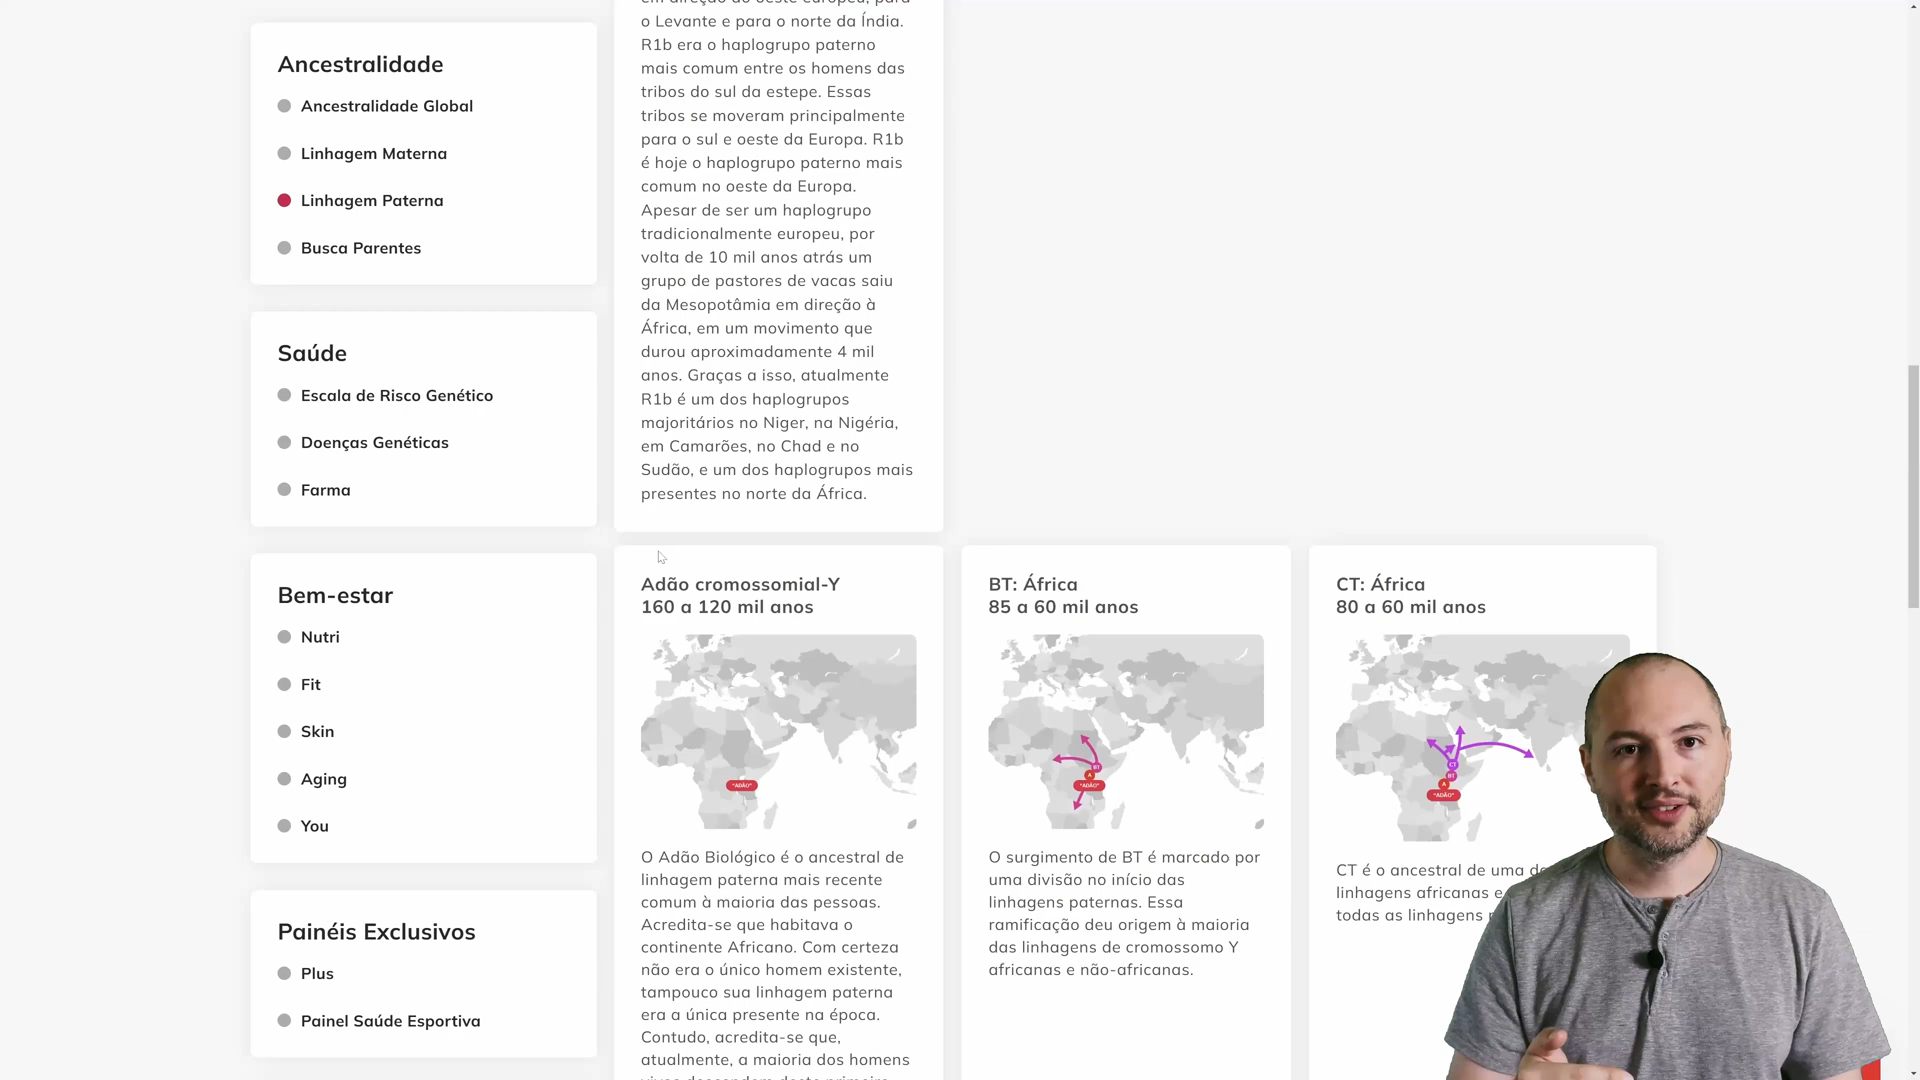 Ancestralidade
Ancestralidade Global
Linhagem Materna
Linhagem Paterna
Busca Parentes
Saúde
Escala de Risco Genético
Doenças Genéticas
Farma
Bem-estar
Nutri
Fit
Skin
Aging
You
Painéis Exclusivos
Plus
Painel Saúde Esportiva
o Levante e para o norte da Índia.
R1b era o haplogrupo paterno
mais comum entre os homens das
tribos do sul da estepe. Essas
tribos se moveram principalmente
para o sul e oeste da Europa. R1b
é hoje o haplogrupo paterno mais
comum no oeste da Europa.
Apesar de ser um haplogrupo
tradicionalmente europeu, por
volta de 10 mil anos atrás um
grupo de pastores de vacas saiu
da Mesopotâmia em direção à
África, em um movimento que
durou aproximadamente 4 mil
anos. Graças a isso, atualmente
R1b é um dos haplogrupos
majoritários no Niger, na Nigéria,
em Camarões, no Chad e no
Sudão, e um dos haplogrupos mais
presentes no norte da África.
Adão cromossomial-Y
160 a 120 mil anos
"ADÃO"
O Adão Biológico é o ancestral de
linhagem paterna mais recente
comum à maioria das pessoas.
Acredita-se que habitava o
continente Africano. Com certeza
não era o único homem existente,
tampouco sua linhagem paterna
era a única presente na época.
Contudo, acredita-se que,
atualmente, a maioria dos homens
BT: África
85 a 60 mil anos
BT
A
"ADÃO"
O surgimento de BT é marcado por
uma divisão no início das
linhagens paternas. Essa
ramificação deu origem à maioria
das linhagens de cromossomo Y
africanas e não-africanas.
CT: África
80 a 60 mil anos
CT
BT
A
"ADÃO"
CT é o ancestral de uma
linhagens africanas e
todas as linhagens